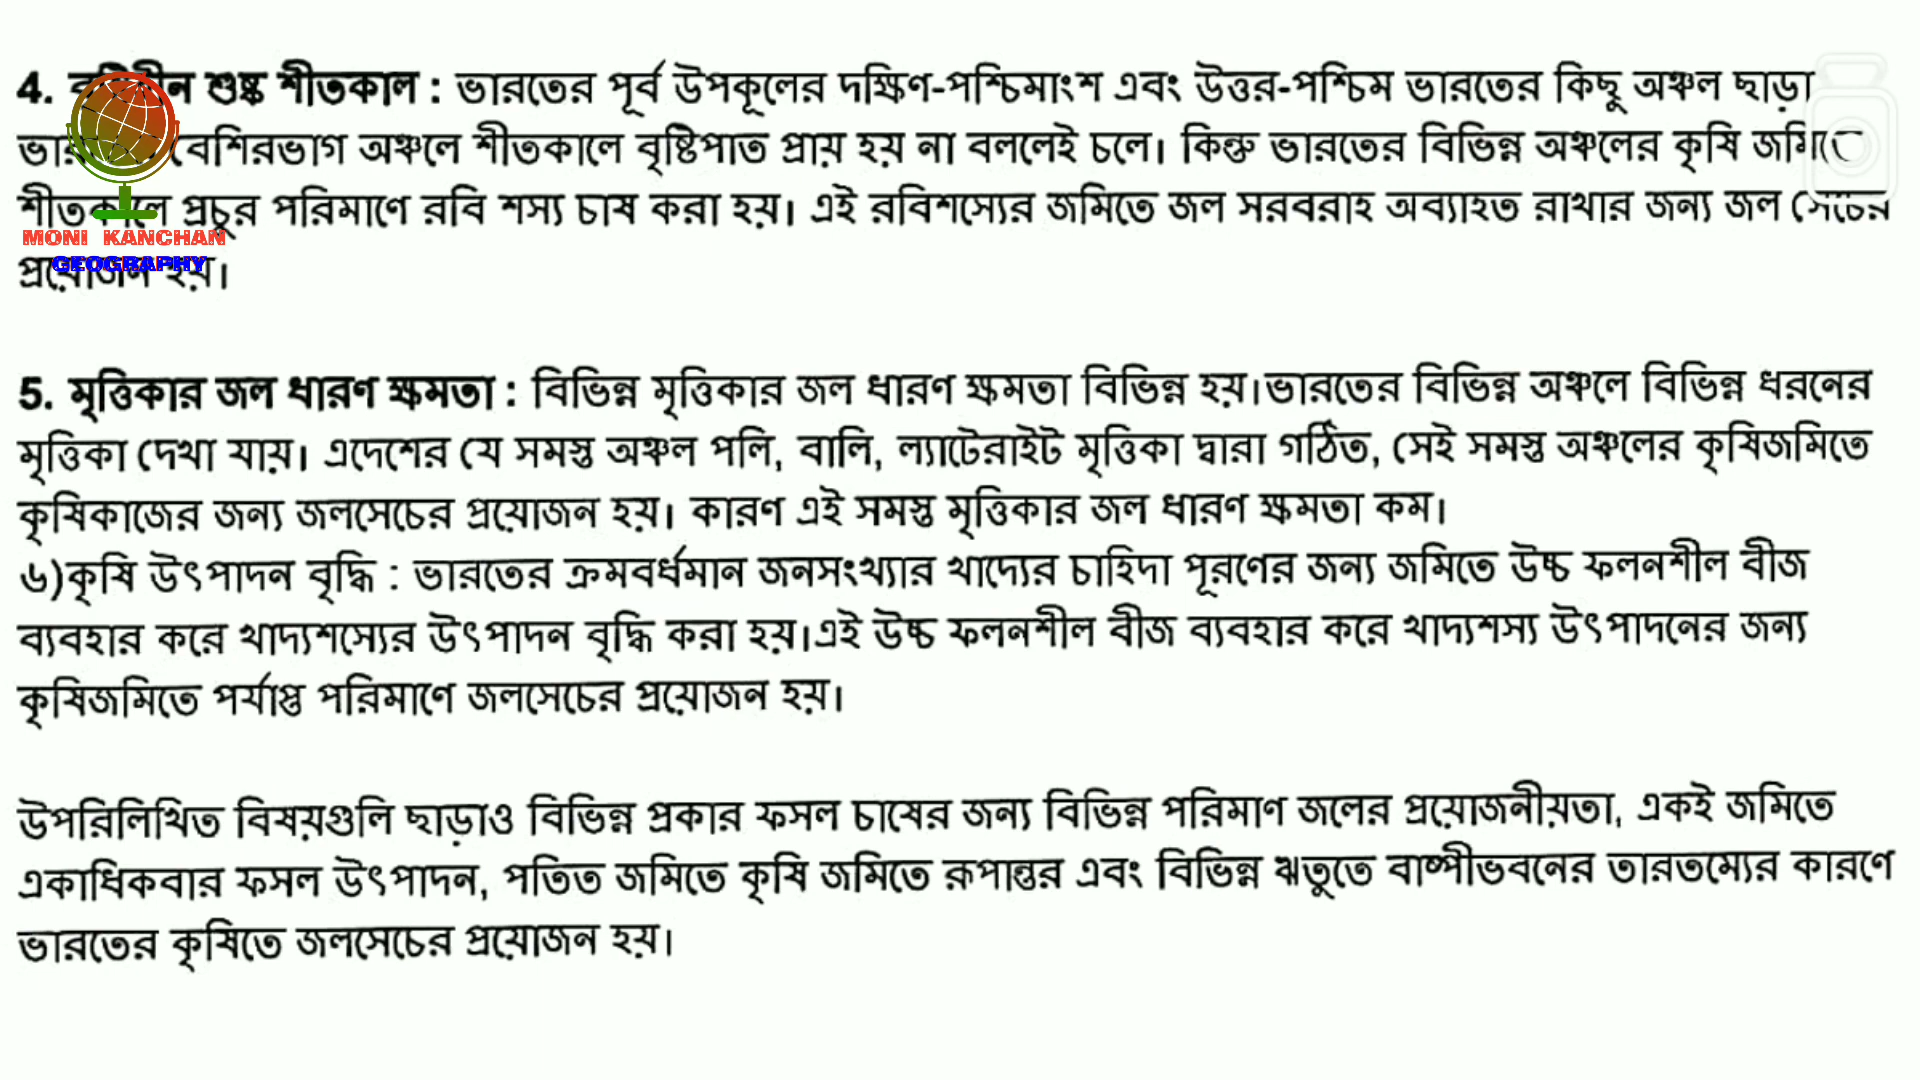 4. বৃষ্টিহীন শুষ্ক শীতকাল : ভারতের পূর্ব উপকূলের দক্ষিণ-পশ্চিমাংশ এবং উত্তর-পশ্চিম ভারতের কিছু অঞ্চল ছাড়া
ভারতের বেশিরভাগ অঞ্চলে শীতকালে বৃষ্টিপাত প্রায় হয় না বললেই চলে। কিন্তু ভারতের বিভিন্ন অঞ্চলের কৃষি জমিতে
শীতকালে প্রচুর পরিমাণে রবি শস্য চাষ করা হয়। এই রবিশস্যের জমিতে জল সরবরাহ অব্যাহত রাখার জন্য জল সেচের
প্রয়োজন হয়।
MONI KANCHAN
GEOGRAPHY
5. মৃত্তিকার জল ধারণ ক্ষমতা : বিভিন্ন মৃত্তিকার জল ধারণ ক্ষমতা বিভিন্ন হয়।ভারতের বিভিন্ন অঞ্চলে বিভিন্ন ধরনের
মৃত্তিকা দেখা যায়। এদেশের যে সমস্ত অঞ্চল পলি, বালি, ল্যাটেরাইট মৃত্তিকা দ্বারা গঠিত, সেই সমস্ত অঞ্চলের কৃষিজমিতে
কৃষিকাজের জন্য জলসেচের প্রয়োজন হয়। কারণ এই সমস্ত মৃত্তিকার জল ধারণ ক্ষমতা কম।
৬)কৃষি উৎপাদন বৃদ্ধি : ভারতের ক্রমবর্ধমান জনসংখ্যার খাদ্যের চাহিদা পূরণের জন্য জমিতে উচ্চ ফলনশীল বীজ
ব্যবহার করে খাদ্যশস্যের উৎপাদন বৃদ্ধি করা হয়।এই উচ্চ ফলনশীল বীজ ব্যবহার করে খাদ্যশস্য উৎপাদনের জন্য
কৃষিজমিতে পর্যাপ্ত পরিমাণে জলসেচের প্রয়োজন হয়।
উপরিলিখিত বিষয়গুলি ছাড়াও বিভিন্ন প্রকার ফসল চাষের জন্য বিভিন্ন পরিমাণ জলের প্রয়োজনীয়তা, একই জমিতে
একাধিকবার ফসল উৎপাদন, পতিত জমিতে কৃষি জমিতে রূপান্তর এবং বিভিন্ন ঋতুতে বাষ্পীভবনের তারতম্যের কারণে
ভারতের কৃষিতে জলসেচের প্রয়োজন হয়।